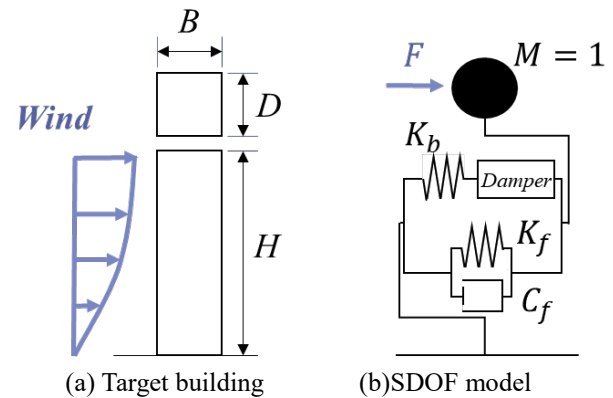 B
D
Wind
H
(a) Target building
F
M = 1
K_b
Damper
K_f
C_f
(b)SDOF model